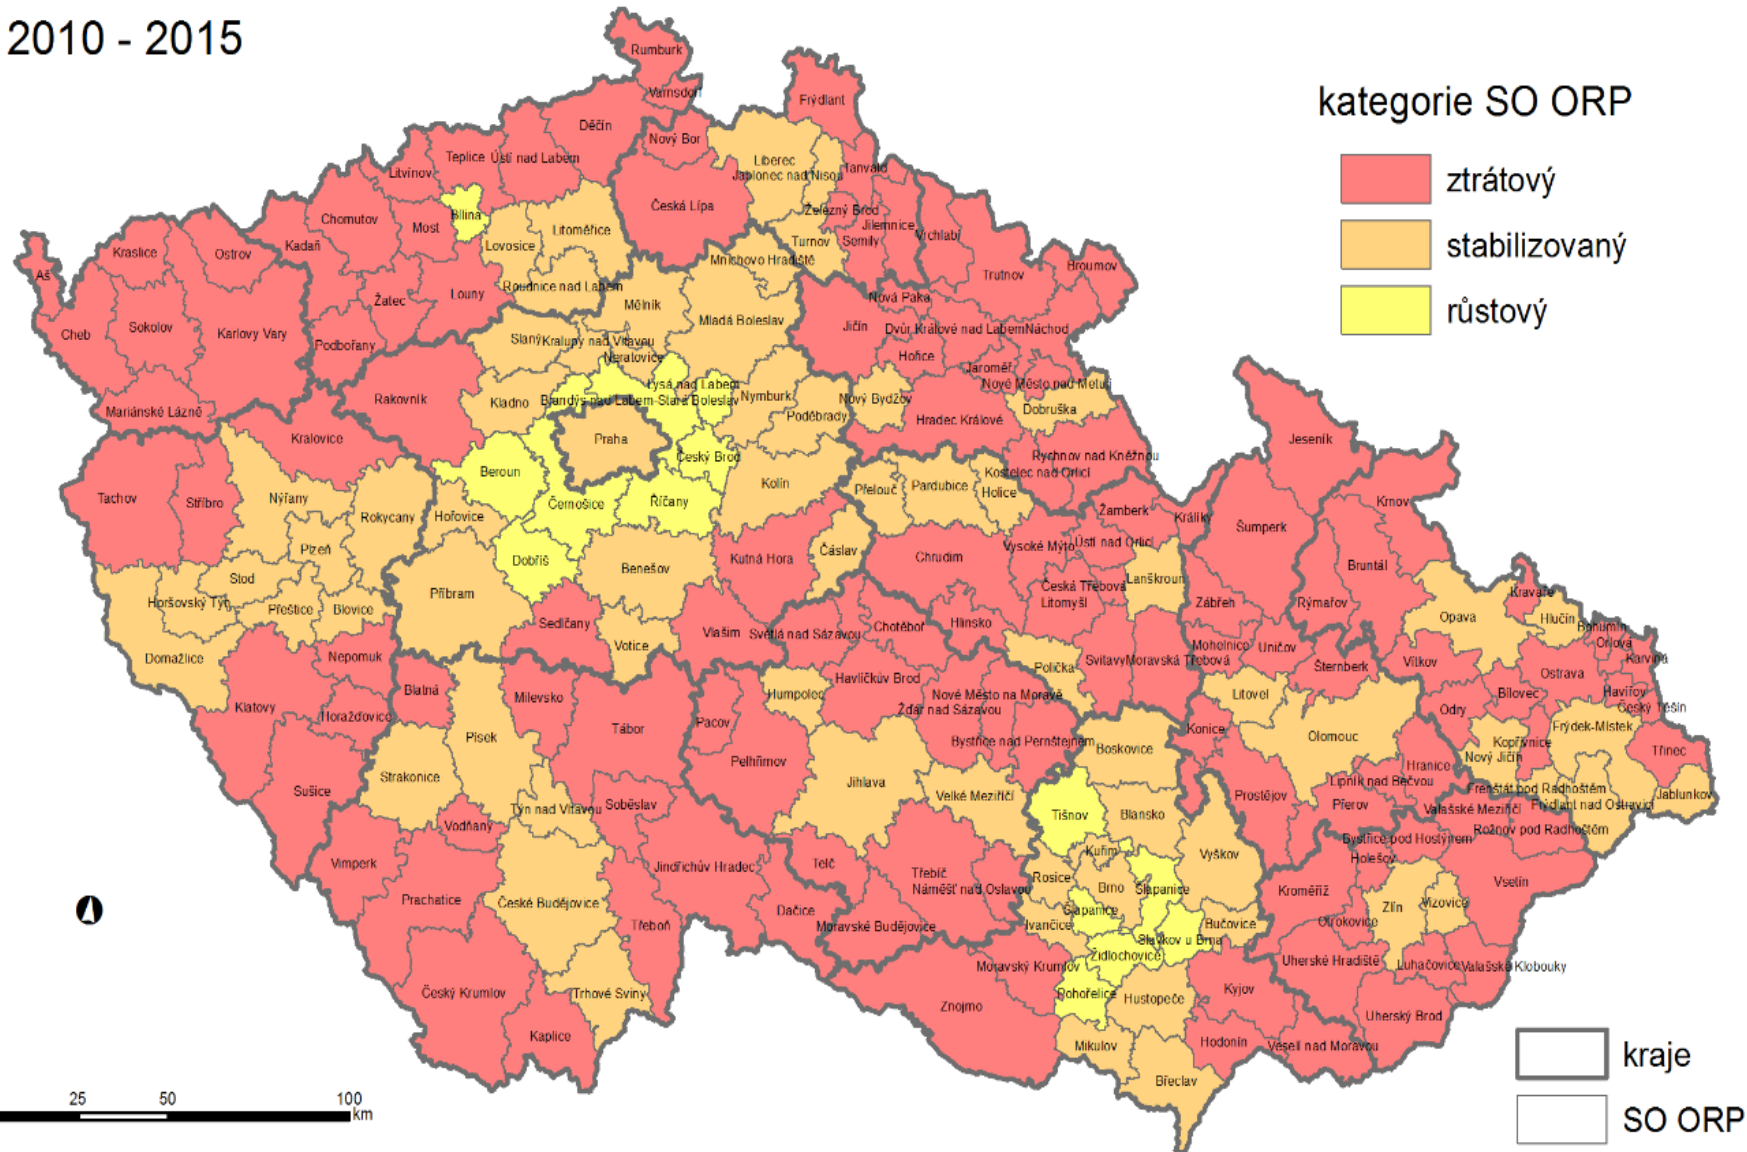 2010 - 2015
kategorie SO ORP
ztrátový
stabilizovaný
růstový
Rumburk
Varnsdorf
Frýdlant
Děčín
Nový Bor
Teplice
Ústí nad Labem
Litvínov
Liberec
Jablonec nad Nisou
Tanvald
Česká Lípa
Železný Brod
Jilemnice
Semily
Vrchlabí
Chomutov
Most
Bílina
Litoměřice
Lovosice
Turnov
Mnichovo Hradiště
Kraslice
Ostrov
Kadaň
Aš
Trutnov
Broumov
Roudnice nad Labem
Louny
Žatec
Mělník
Nová Paka
Cheb
Sokolov
Karlovy Vary
Podbořany
Mladá Boleslav
Jičín
Dvůr Králové nad Labem
Náchod
Slaný
Kralupy nad Vltavou
Neratovice
Hořice
Jaroměř
Nové Město nad Metují
Lysá nad Labem
Brandýs nad Labem-Stará Boleslav
Nymburk
Poděbrady
Nový Bydžov
Dobruška
Mariánské Lázně
Rakovník
Kladno
Hradec Králové
Kralovice
Praha
Český Brod
Rychnov nad Kněžnou
Kostelec nad Orlicí
Jeseník
Tachov
Stříbro
Nýřany
Rokycany
Beroun
Kolín
Přelouč
Pardubice
Holice
Krnov
Hořovice
Černošice
Říčany
Žamberk
Králíky
Šumperk
Plzeň
Dobříš
Benešov
Kutná Hora
Čáslav
Chrudim
Vysoké Mýto
Ústí nad Orlicí
Bruntál
Stod
Příbram
Česká Třebová
Lanškroun
Litomyšl
Zábřeh
Rýmařov
Kravaře
Horšovský Týn
Přeštice
Blovice
Sedlčany
Vlašim
Světlá nad Sázavou
Chotěboř
Hlinsko
Opava
Hlučín
Bohumín
Orlová
Karviná
Domažlice
Nepomuk
Votice
Mohelnice
Uničov
Šternberk
Vítkov
Ostrava
Polička
Svitavy
Moravská Třebová
Blatná
Milevsko
Humpolec
Havlíčkův Brod
Nové Město na Moravě
Žďár nad Sázavou
Litovel
Bílovec
Havířov
Český Těšín
Klatovy
Horažďovice
Písek
Tábor
Pacov
Odry
Frýdek-Místek
Konice
Olomouc
Kopřivnice
Nový Jičín
Třinec
Bystřice nad Pernštejnem
Boskovice
Pelhřimov
Strakonice
Sušice
Jihlava
Velké Meziříčí
Hranice
Lipník nad Bečvou
Prostějov
Přerov
Frenštát pod Radhoštěm
Frýdlant nad Ostravicí
Jablunkov
Valašské Meziříčí
Rožnov pod Radhoštěm
Týn nad Vltavou
Soběslav
Vodňany
Tišnov
Blansko
Bystřice pod Hostýnem
Holešov
Vimperk
Jindřichův Hradec
Telč
Třebíč
Náměšť nad Oslavou
Kuřim
Vyškov
Rosice
Brno
Šlapanice
Kroměříž
Vsetín
Prachatice
České Budějovice
Dačice
Moravské Budějovice
Třeboň
Ivančice
Šlapanice
Bučovice
Slavkov u Brna
Otrokovice
Zlín
Vizovice
Židlochovice
Uherské Hradiště
Luhačovice
Valašské Klobouky
Moravský Krumlov
Český Krumlov
Trhové Sviny
Znojmo
Pohořelice
Hustopeče
Kyjov
Uherský Brod
Kaplice
Mikulov
Hodonín
Veselí nad Moravou
Břeclav
25
50
100
km
kraje
SO ORP